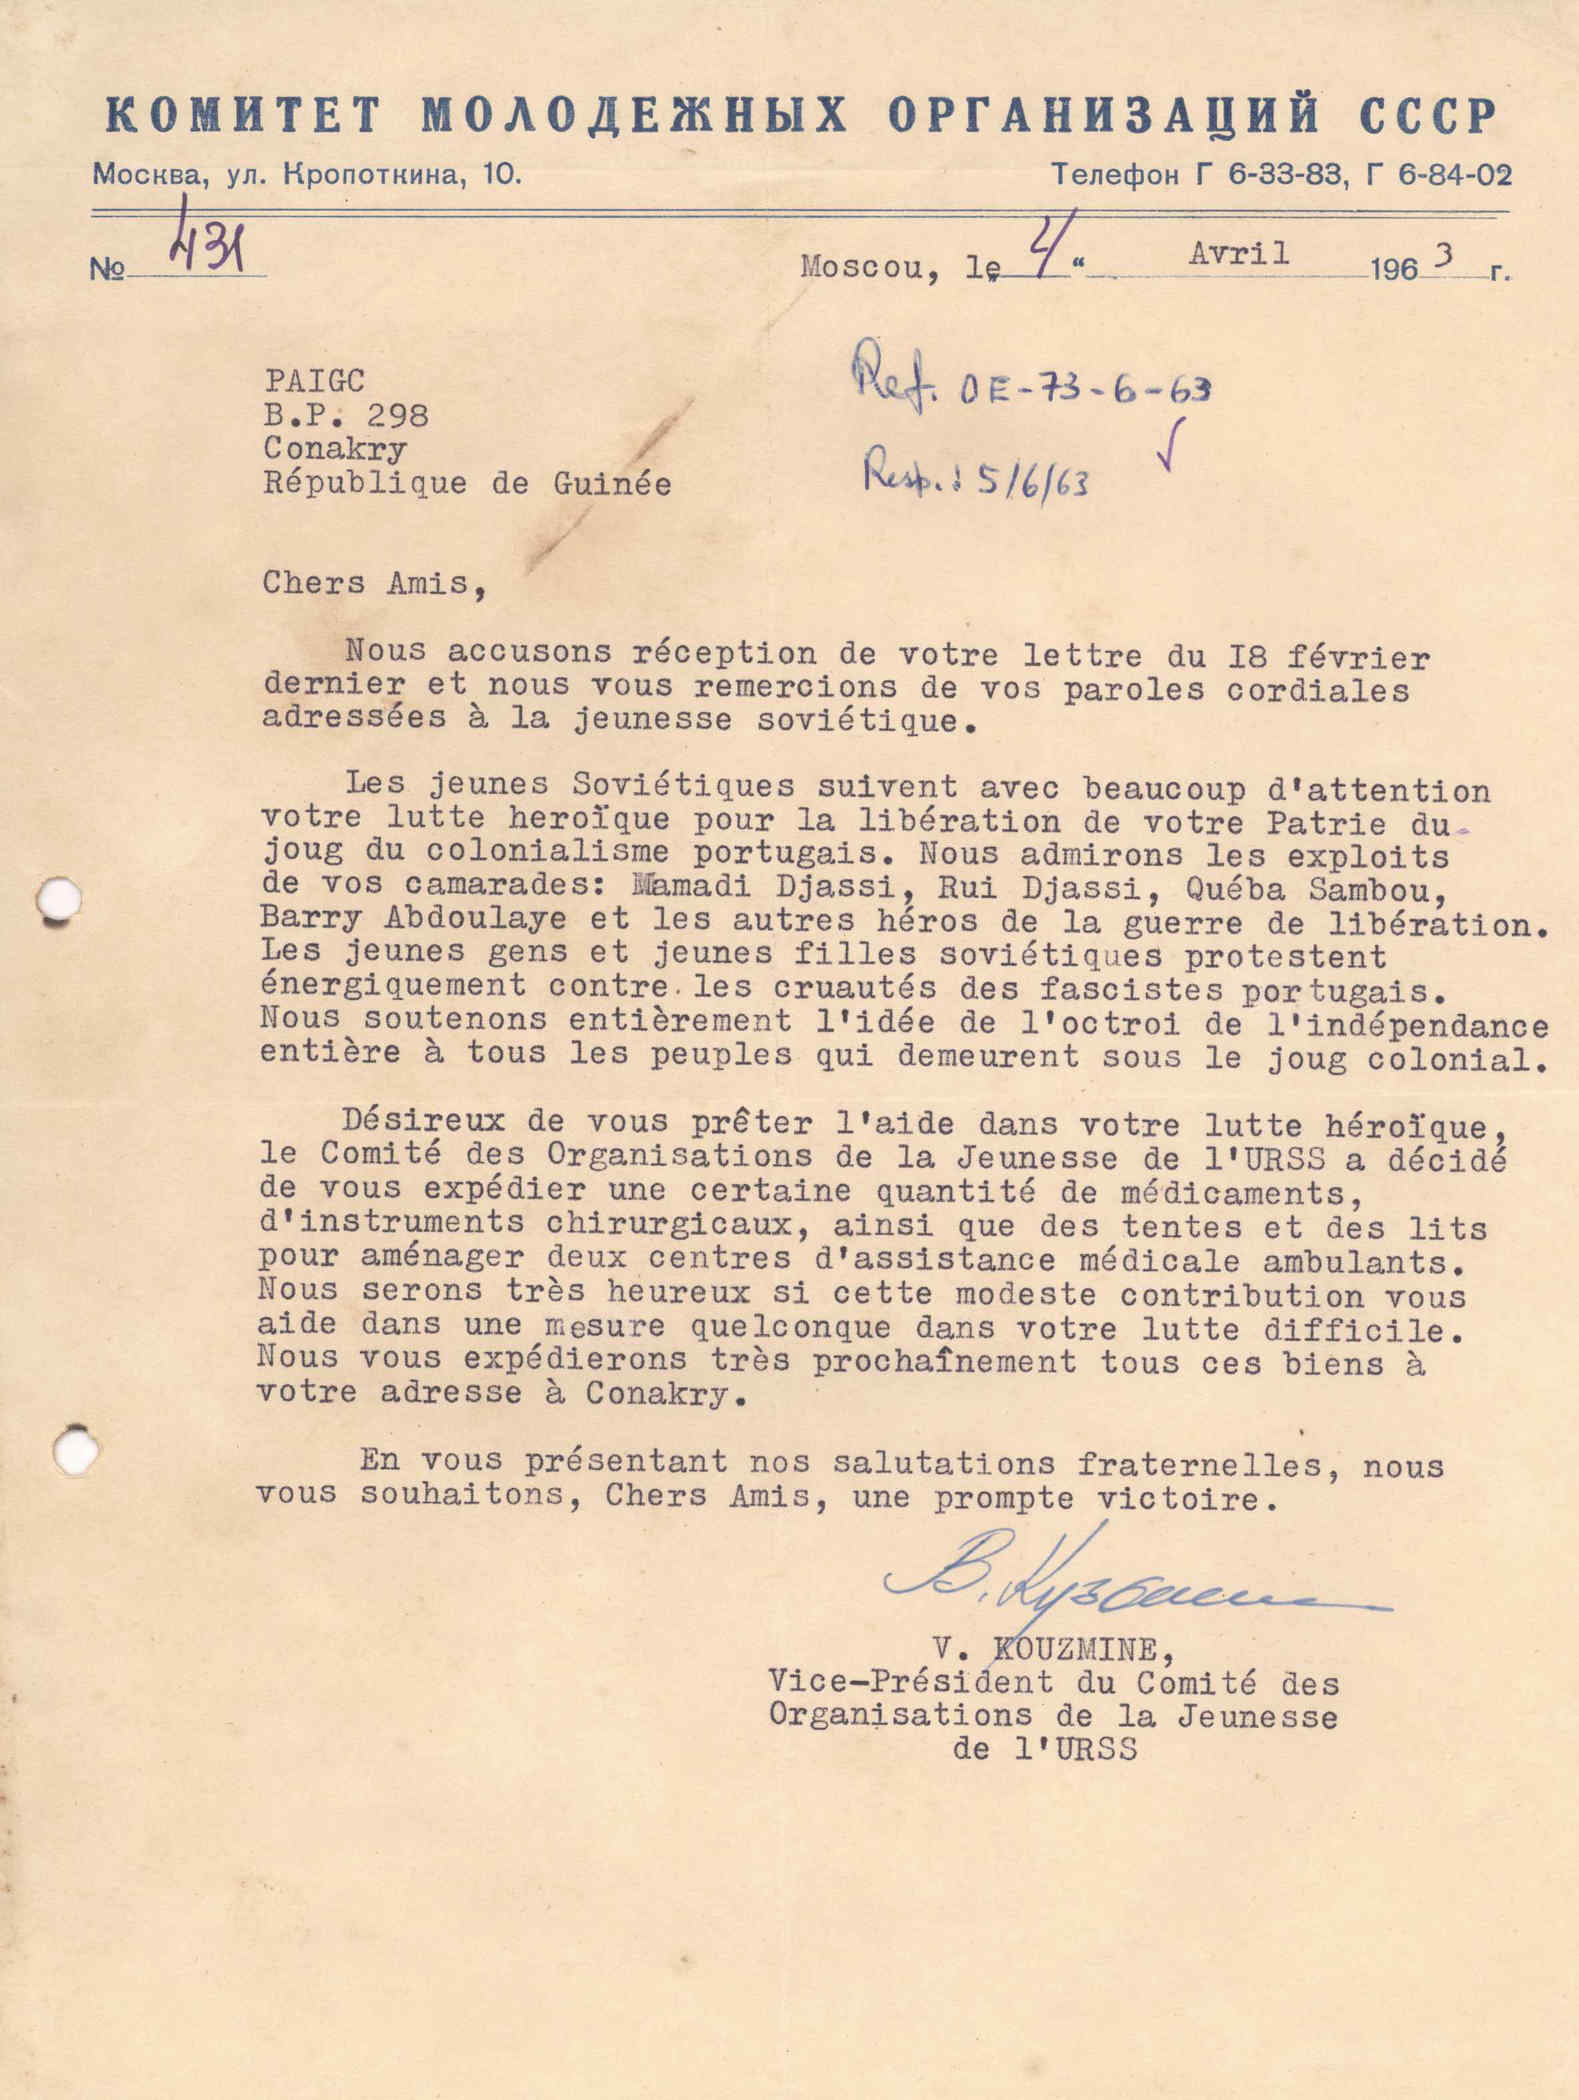 КОМИТЕТ МОЛОДЕЖНЫХ ОРГАНИЗАЦИЙ СССР
Москва, ул. Кропоткина, 10.
Телефон Г 6-33-83, Г 6-84-02
№ 431
Moscou, le „4“ Avril 1963 г.
PAIGC
B.P. 298
Conakry
République de Guinée
Ref. OE-73-6-63
Resp.: 5/6/63
Chers Amis,
Nous accusons réception de votre lettre du I8 février
dernier et nous vous remercions de vos paroles cordiales
adressées à la jeunesse soviétique.
Les jeunes Soviétiques suivent avec beaucoup d'attention
votre lutte heroïque pour la libération de votre Patrie du
joug du colonialisme portugais. Nous admirons les exploits
de vos camarades: Mamadi Djassi, Rui Djassi, Québa Sambou,
Barry Abdoulaye et les autres héros de la guerre de libération.
Les jeunes gens et jeunes filles soviétiques protestent
énergiquement contre les cruautés des fascistes portugais.
Nous soutenons entièrement l'idée de l'octroi de l'indépendance
entière à tous les peuples qui demeurent sous le joug colonial.
Désireux de vous prêter l'aide dans votre lutte héroïque,
le Comité des Organisations de la Jeunesse de l'URSS a décidé
de vous expédier une certaine quantité de médicaments,
d'instruments chirurgicaux, ainsi que des tentes et des lits
pour aménager deux centres d'assistance médicale ambulants.
Nous serons très heureux si cette modeste contribution vous
aide dans une mesure quelconque dans votre lutte difficile.
Nous vous expédierons très prochaînement tous ces biens à
votre adresse à Conakry.
En vous présentant nos salutations fraternelles, nous
vous souhaitons, Chers Amis, une prompte victoire.
V. KOUZMINE,
Vice-Président du Comité des
Organisations de la Jeunesse
de l'URSS